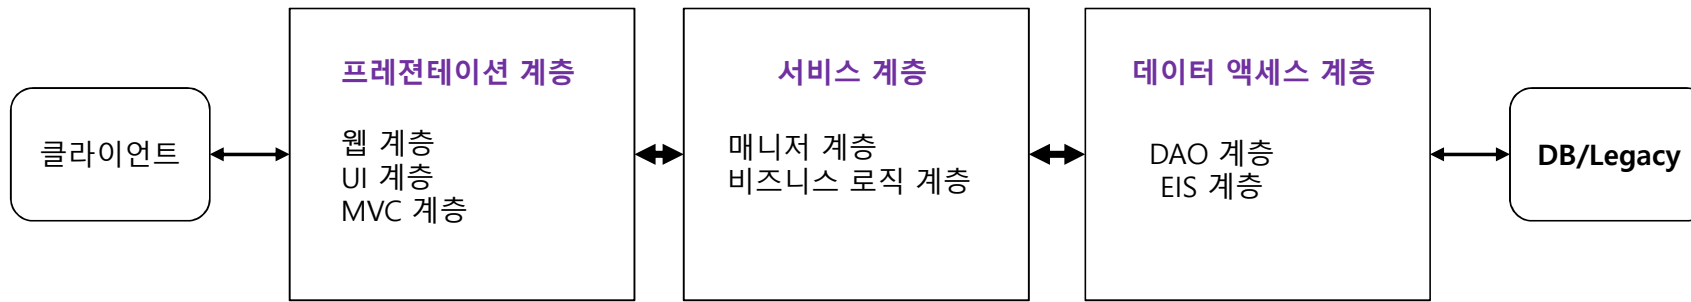 클라이언트
프레젼테이션 계층
웹 계층
UI 계층
MVC 계층
서비스 계층
매니저 계층
비즈니스 로직 계층
데이터 액세스 계층
DAO 계층
EIS 계층
DB/Legacy